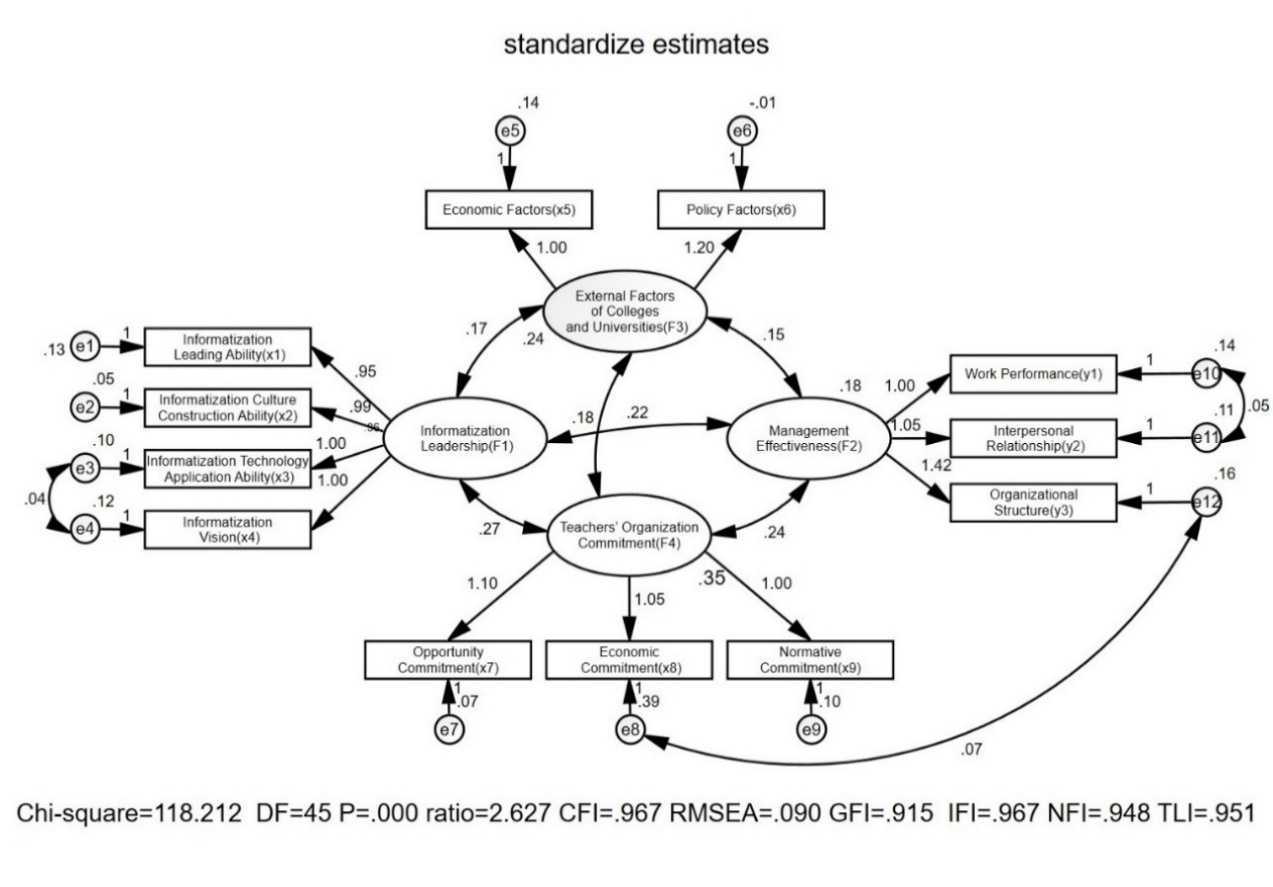 standardize estimates
.14
-.01
e5
e6
1
1
Economic Factors(x5)
Policy Factors(x6)
1.00
1.20
External Factors
of Colleges
and Universities(F3)
.17
.24
.15
.13
e1
1
Informatization
Leading Ability(x1)
.95
.05
e2
1
Informatization Culture
Construction Ability(x2)
.99
.96
.10
e3
1
Informatization Technology
Application Ability(x3)
1.00
.04
.12
e4
1
Informatization
Vision(x4)
1.00
Informatization
Leadership(F1)
.18
.22
Management
Effectiveness(F2)
.18
1.00
Work Performance(y1)
1
.14
e10
.05
1.05
Interpersonal
Relationship(y2)
1
.11
e11
1.42
Organizational
Structure(y3)
1
.16
e12
.27
Teachers' Organization
Commitment(F4)
.24
.35
1.10
1.05
1.00
Opportunity
Commitment(x7)
Economic
Commitment(x8)
Normative
Commitment(x9)
1
.07
1
.39
1
.10
e7
e8
e9
.07
Chi-square=118.212 DF=45 P=.000 ratio=2.627 CFI=.967 RMSEA=.090 GFI=.915 IFI=.967 NFI=.948 TLI=.951